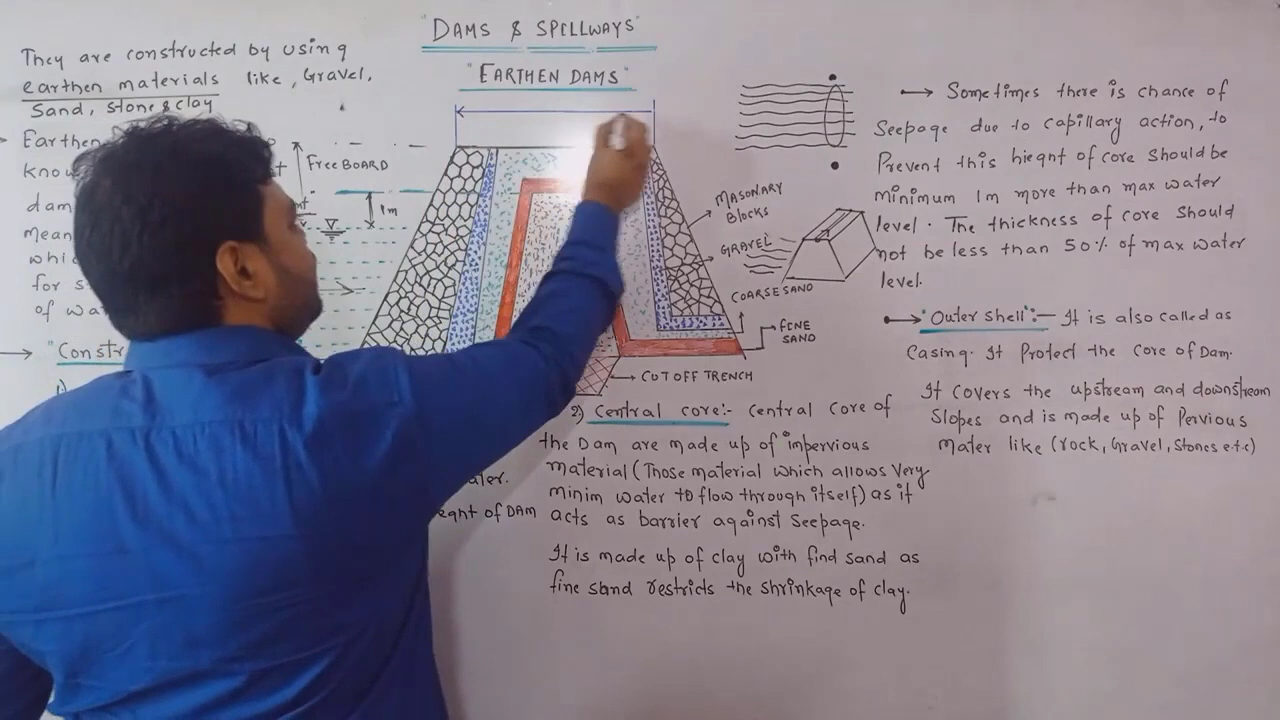 "DAMS & SPELLWAYS"
"EARTHEN DAMS"
They are constructed by using
earthen materials like, Gravel,
Sand, stone & clay
Earthen
know
dam
mean
whi
for s
of wa
"Constr
1)
FREE BOARD
1m
MASONARY
BLOCKS
GRAVEL
COARSE SAND
FINE
SAND
CUT OFF TRENCH
2) Central core:- Central core of
the Dam are made up of impervious
material (Those material which allows Very
minim water to flow through itself) as it
acts as barrier against Seepage.
It is made up of clay with find sand as
fine sand restricts the shrinkage of clay.
ater.
eqnt of DAM
Sometimes there is chance of
Seepage due to capillary action, to
Prevent this hieqnt of core should be
minimum 1m more than max water
level. The thickness of core should
not be less than 50% of max water
level.
"Outer shell":- It is also called as
Casing. It Protect the core of Dam.
It Covers the upstream and downstream
Slopes and is made up of Pervious
mater like (rock, Gravel, Stones e.t.c)